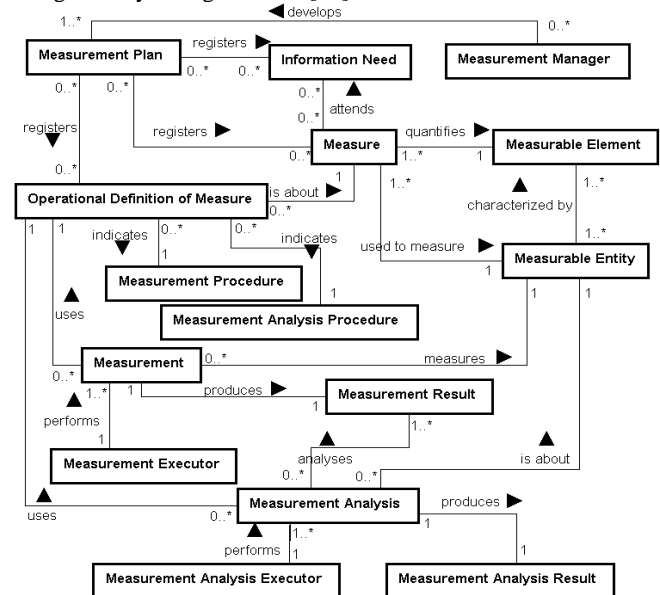 develops
1..*
0..*
Measurement Plan
registers
Information Need
Measurement Manager
0..*
0..*
0..*
0..*
0..*
attends
0..*
registers
registers
0..*
Measure
quantifies
Measurable Element
1..*
1
0..*
1
1..*
1..*
Operational Definition of Measure
is about
0..*
characterized by
1..*
1
1
indicates
0..*
0..*
indicates
used to measure
1
Measurable Entity
1
Measurement Procedure
1
1
1
Measurement Analysis Procedure
uses
Measurement
0..*
measures
0..*
1..*
1
produces
1
Measurement Result
performs
1..*
1
analyses
is about
Measurement Executor
0..*
0..*
uses
0..*
Measurement Analysis
produces
1
1..*
performs
1
1
Measurement Analysis Executor
Measurement Analysis Result